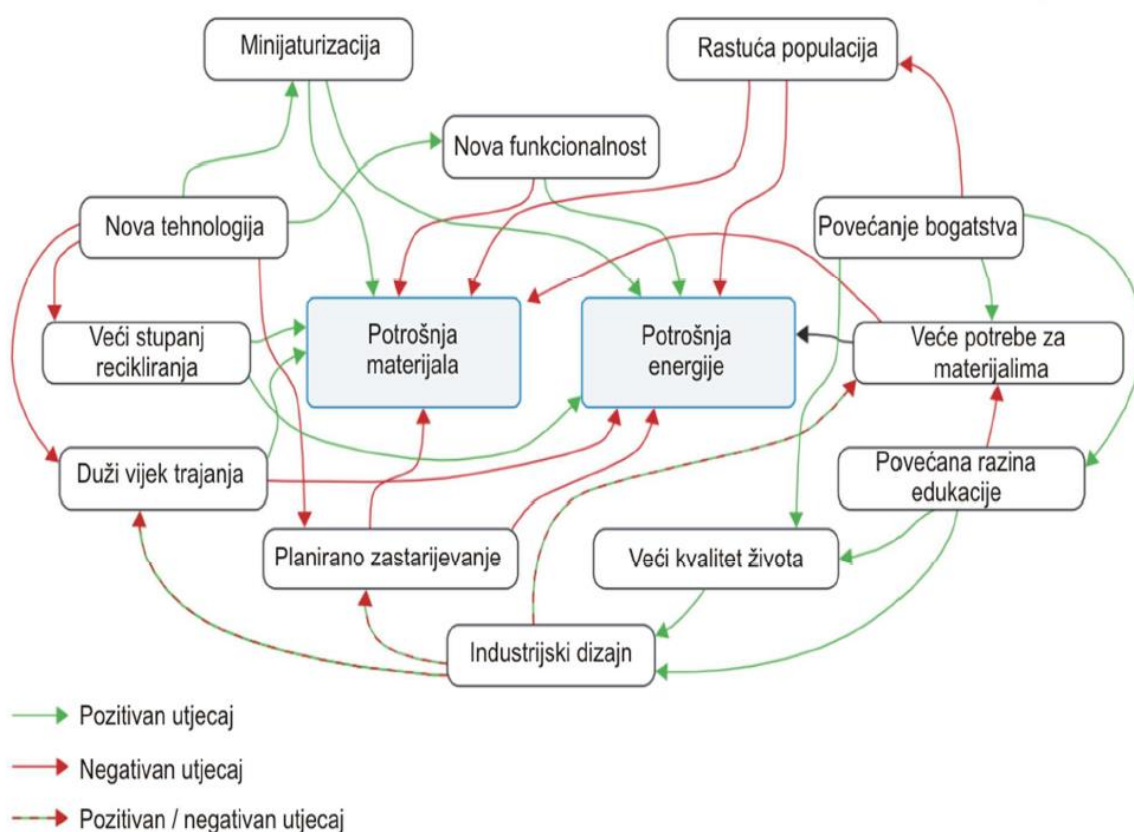 Minijaturizacija
Rastuća populacija
Nova funkcionalnost
Nova tehnologija
Povećanje bogatstva
Veći stupanj
recikliranja
Potrošnja
materijala
Potrošnja
energije
Veće potrebe za
materijalima
Duži vijek trajanja
Povećana razina
edukacije
Planirano zastarijevanje
Veći kvalitet života
Industrijski dizajn
Pozitivan utjecaj
Negativan utjecaj
Pozitivan / negativan utjecaj